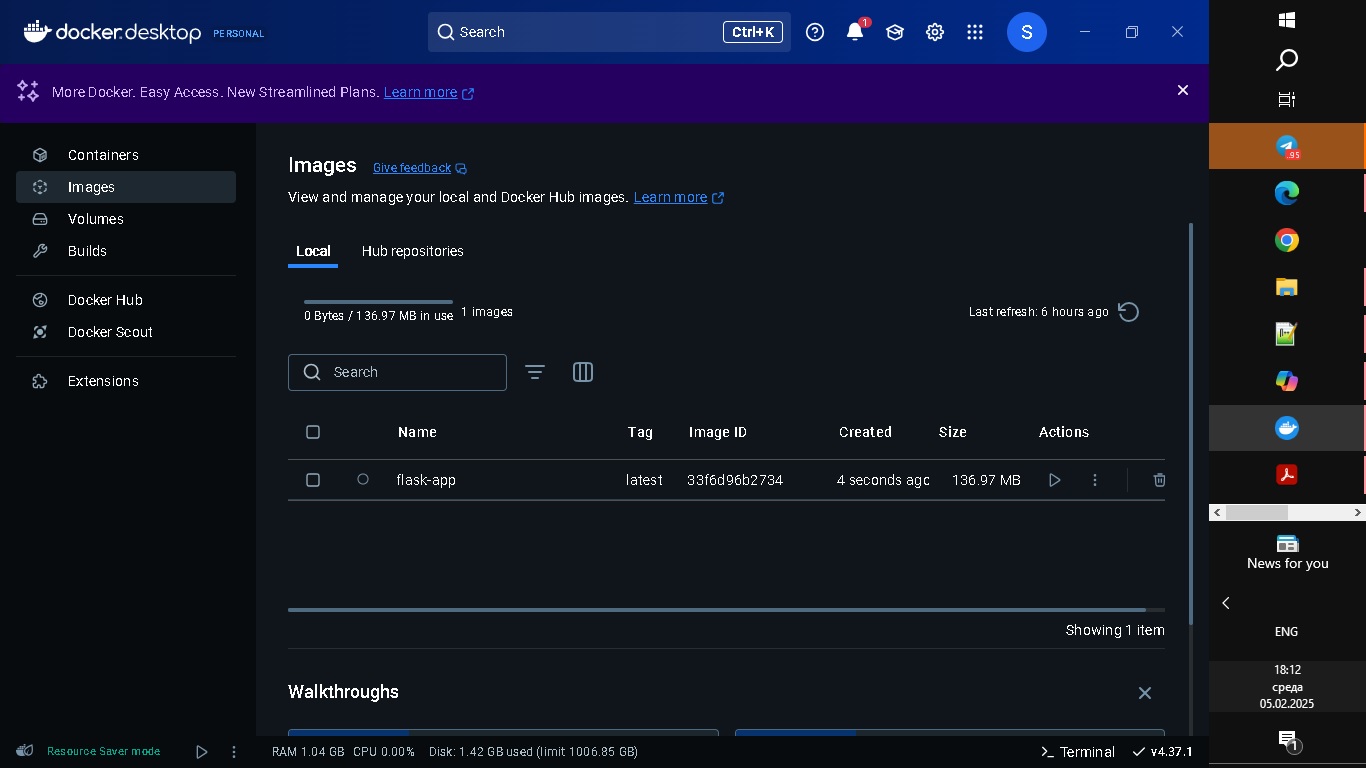 docker.desktop PERSONAL
Search
Ctrl+K
1
S
More Docker. Easy Access. New Streamlined Plans. Learn more
Containers
Images
Volumes
Builds
Docker Hub
Docker Scout
Extensions
Images Give feedback
View and manage your local and Docker Hub images. Learn more
Local Hub repositories
0 Bytes / 136.97 MB in use 1 images
Last refresh: 6 hours ago
Search
Name Tag Image ID Created Size Actions
flask-app latest 33f6d96b2734 4 seconds ago 136.97 MB
Showing 1 item
Walkthroughs
Resource Saver mode
RAM 1.04 GB CPU 0.00% Disk: 1.42 GB used (limit 1006.85 GB)
Terminal v4.37.1
.95
News for you
ENG
18:12
среда
05.02.2025
1